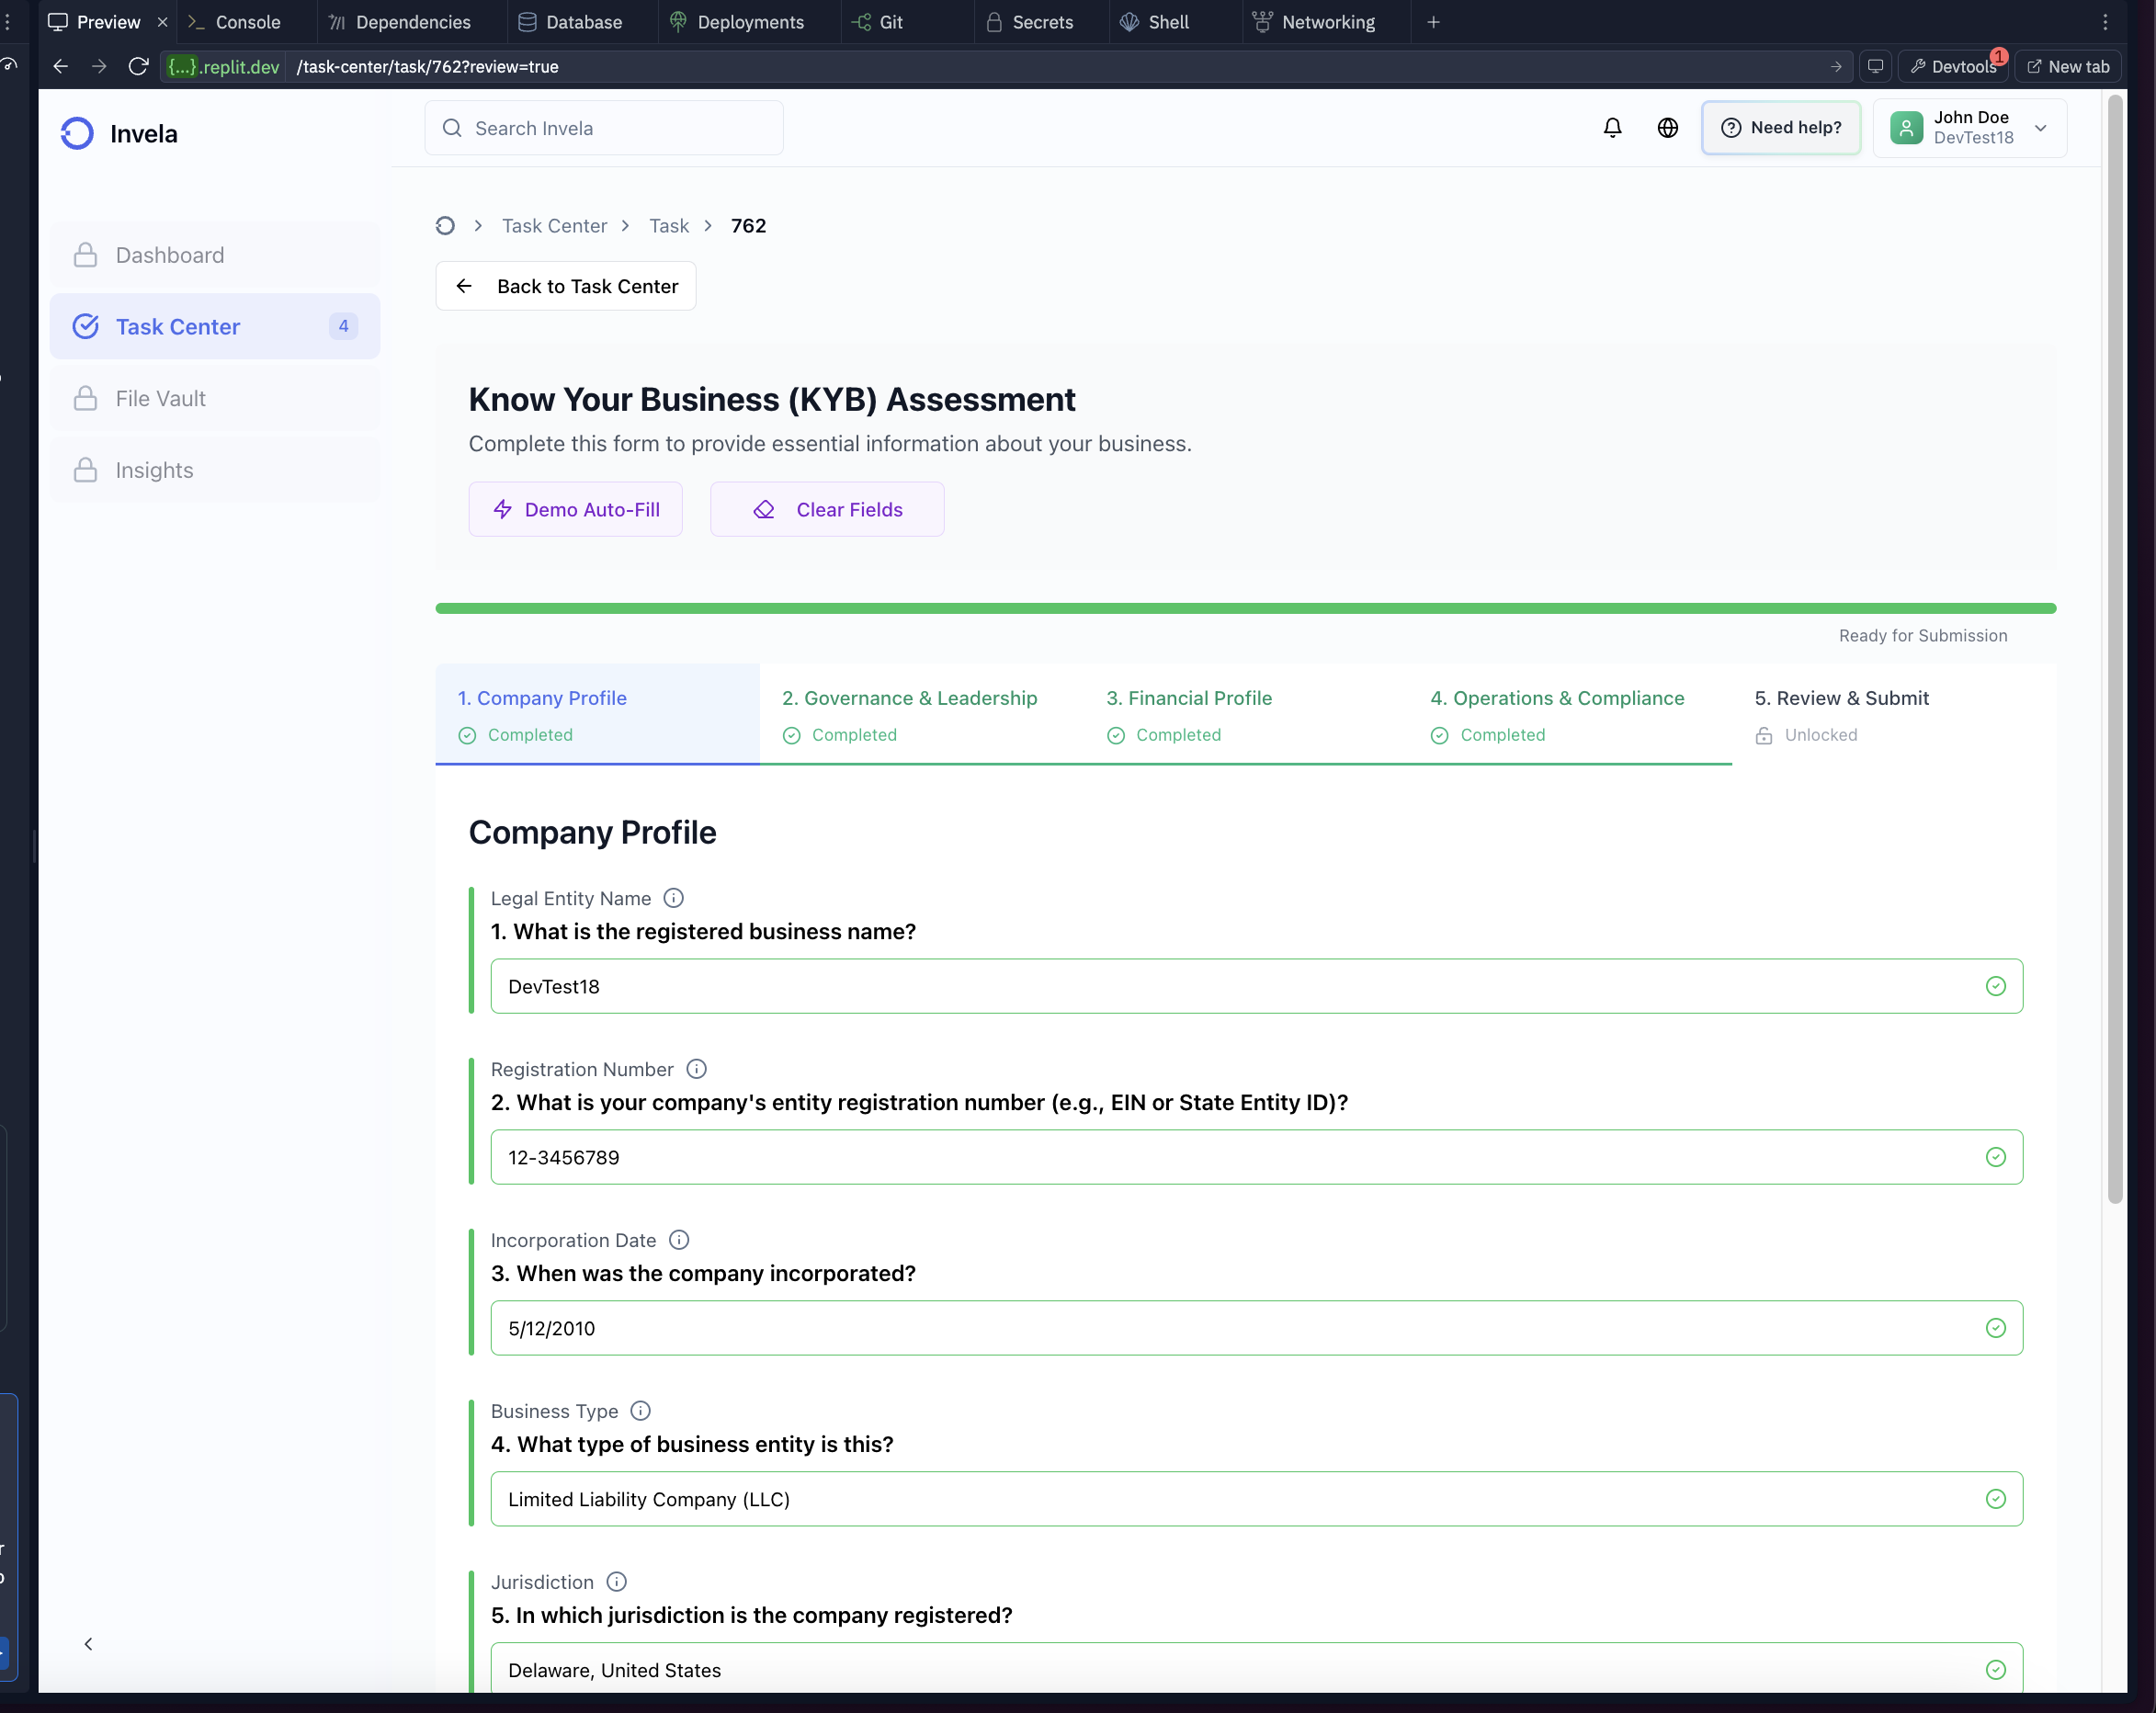 Preview
Console
Dependencies
Database
Deployments
Git
Secrets
Shell
Networking
{...}.replit.dev
/task-center/task/762?review=true
Devtools
1
New tab
Invela
Search Invela
Need help?
John Doe
DevTest18
Dashboard
Task Center
4
File Vault
Insights
Task Center
Task
762
Back to Task Center
Know Your Business (KYB) Assessment
Complete this form to provide essential information about your business.
Demo Auto-Fill
Clear Fields
Ready for Submission
1. Company Profile
Completed
2. Governance & Leadership
Completed
3. Financial Profile
Completed
4. Operations & Compliance
Completed
5. Review & Submit
Unlocked
Company Profile
Legal Entity Name
1. What is the registered business name?
DevTest18
Registration Number
2. What is your company's entity registration number (e.g., EIN or State Entity ID)?
12-3456789
Incorporation Date
3. When was the company incorporated?
5/12/2010
Business Type
4. What type of business entity is this?
Limited Liability Company (LLC)
Jurisdiction
5. In which jurisdiction is the company registered?
Delaware, United States